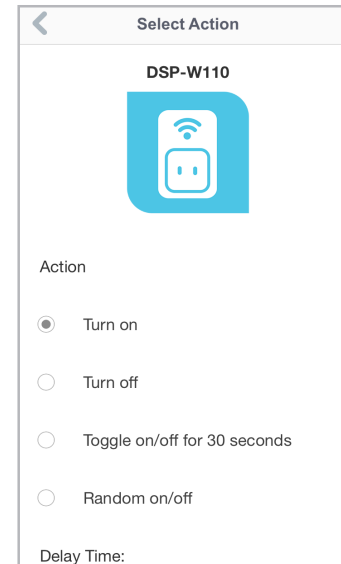 Select Action
DSP-W110
Action
Turn on
Turn off
Toggle on/off for 30 seconds
Random on/off
Delay Time: